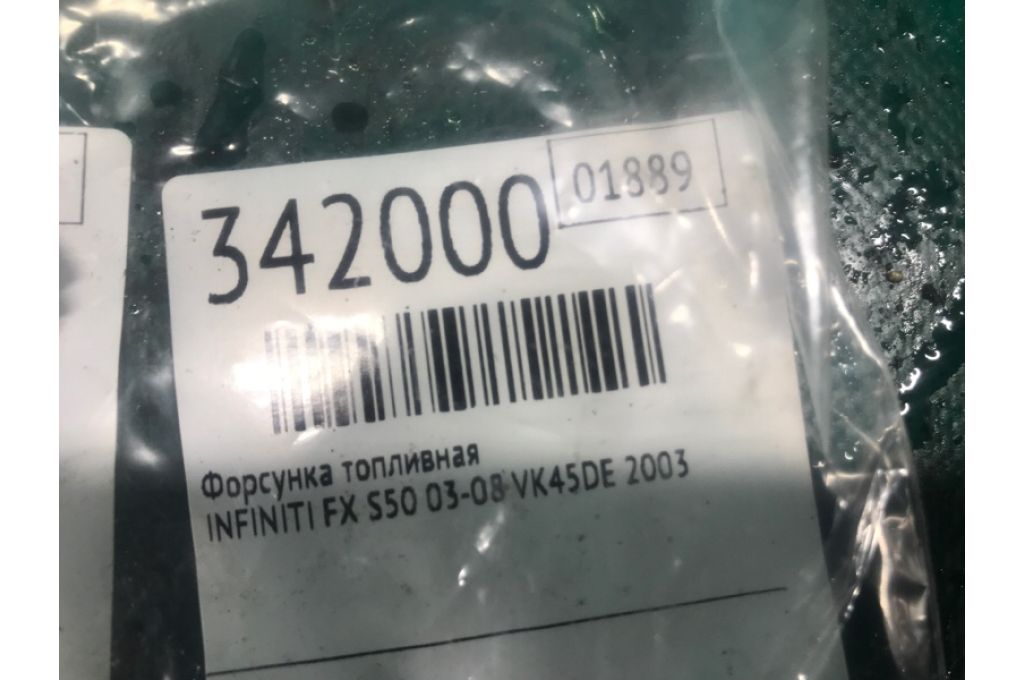 342000
01889
Форсунка топливная
INFINITI FX S50 03-08 VK45DE 2003